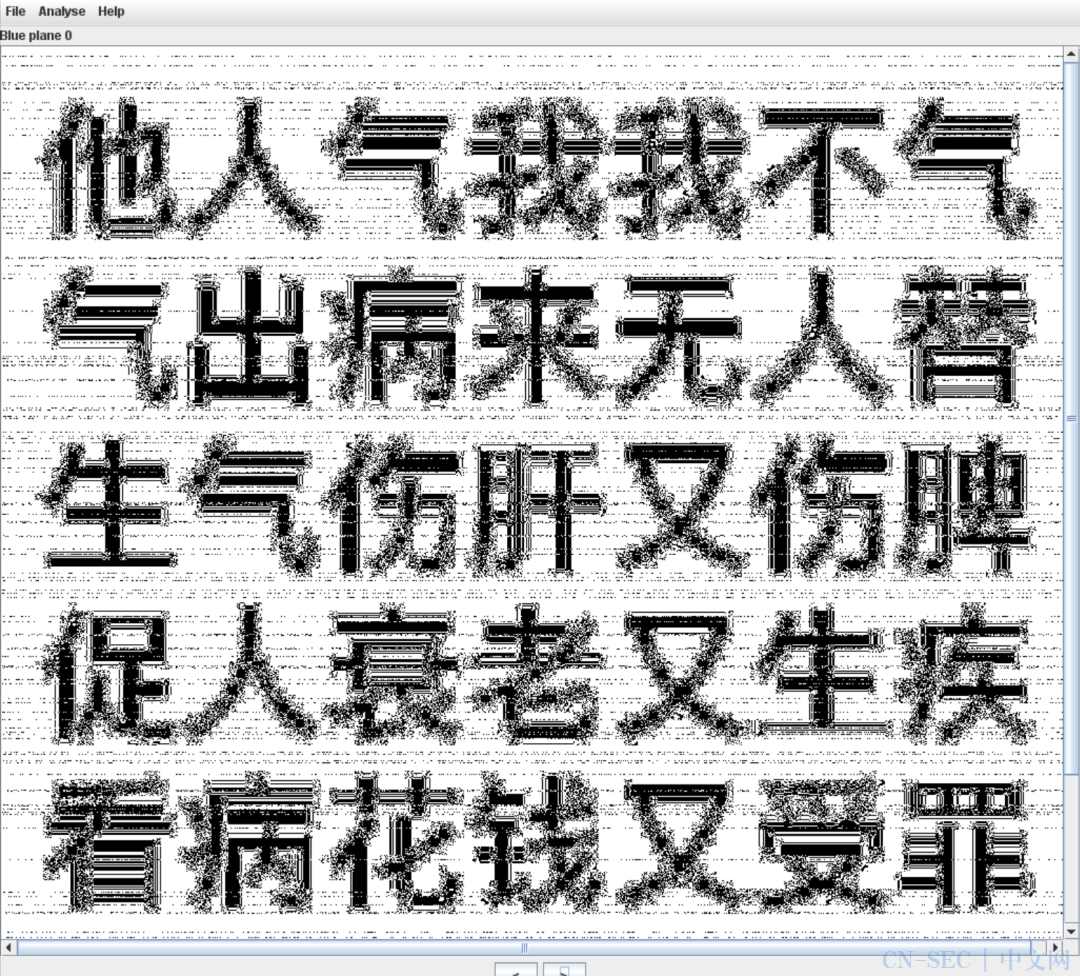 File Analyse Help
Blue plane 0
他人气我我不气
气出病来无人替
生气伤肝又伤脾
促人衰老又生疾
看病花钱又受罪
CN-SEC | 中文网